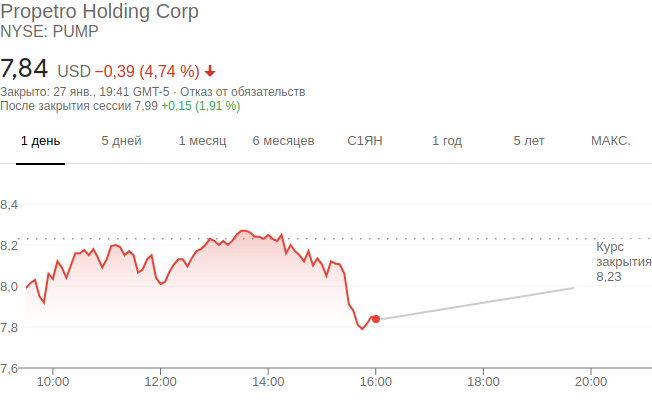 Propetro Holding Corp
NYSE: PUMP
7,84 USD −0,39 (4,74 %)
Закрыто: 27 янв., 19:41 GMT-5 · Отказ от обязательств
После закрытия сессии 7,99 +0,15 (1,91 %)
1 день 5 дней 1 месяц 6 месяцев С1ЯН 1 год 5 лет МАКС.
8,4
8,2
Курс
закрытия
8,23
8,0
7,8
7,6
10:00 12:00 14:00 16:00 18:00 20:00